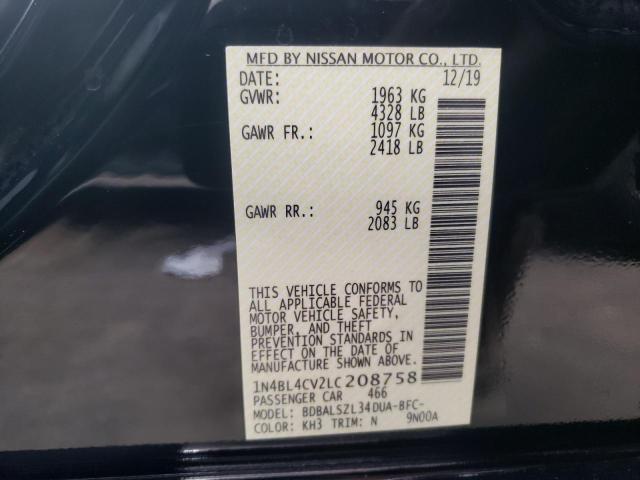 MFD BY NISSAN MOTOR CO., LTD.
DATE: 12/19
GVWR: 1963 KG
4328 LB
GAWR FR.: 1097 KG
2418 LB
GAWR RR.: 945 KG
2083 LB
THIS VEHICLE CONFORMS TO
ALL APPLICABLE FEDERAL
MOTOR VEHICLE SAFETY,
BUMPER, AND THEFT
PREVENTION STANDARDS IN
EFFECT ON THE DATE OF
MANUFACTURE SHOWN ABOVE.
1N4BL4CV2LC208758
PASSENGER CAR 466
MODEL: BDBALSZL34DUA-BFC-
COLOR: KH3 TRIM: N 9N00A